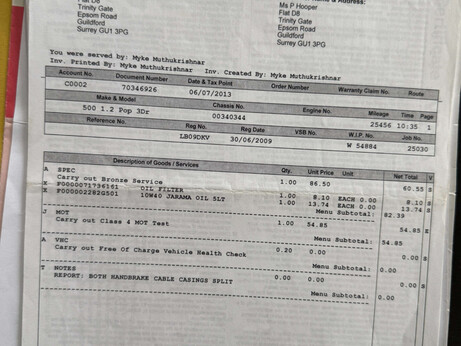 Flat D8
Trinity Gate
Epsom Road
Guildford
Surrey GU1 3PG
Ms P Hooper
Flat D8
Trinity Gate
Epsom Road
Guildford
Surrey GU1 3PG
You were served by: Myke Muthukrishnar
Inv. Printed By: Myke Muthukrishnar Inv. Created By: Myke Muthukrishnar
Account No. Document Number Date & Tax Point Order Number Warranty Claim No. Route
C0002 70346926 06/07/2013
Make & Model Chassis No. Engine No. Mileage Time Page
500 1.2 Pop 3Dr 00340344 25456 10:35 1
Reference No. Reg No. Reg Date VSB No. W.I.P. No. Job No.
LB09DKV 30/06/2009 W 54884 25030
Description of Goods / Services Qty. Unit Price Unit Net Total V
A SPEC
Carry out Bronze Service 1.00 86.50 60.55 S
X F0000071736161 OIL FILTER 1.00 8.10 EACH 0.00 8.10 S
X 10W40 JARAMA OIL 5LT 1.00 13.74 EACH 0.00 13.74 S
Menu Subtotal: 82.39
J MOT
Carry out Class 4 MOT Test 1.00 54.85 54.85 E
Menu Subtotal: 54.85
A VHC
Carry out Free Of Charge Vehicle Health Check 0.20 0.00 0.00 S
Menu Subtotal: 0.00
T NOTES
REPORT: BOTH HANDBRAKE CABLE CASINGS SPLIT 0.00 0.00 0.00 S
Menu Subtotal: 0.00